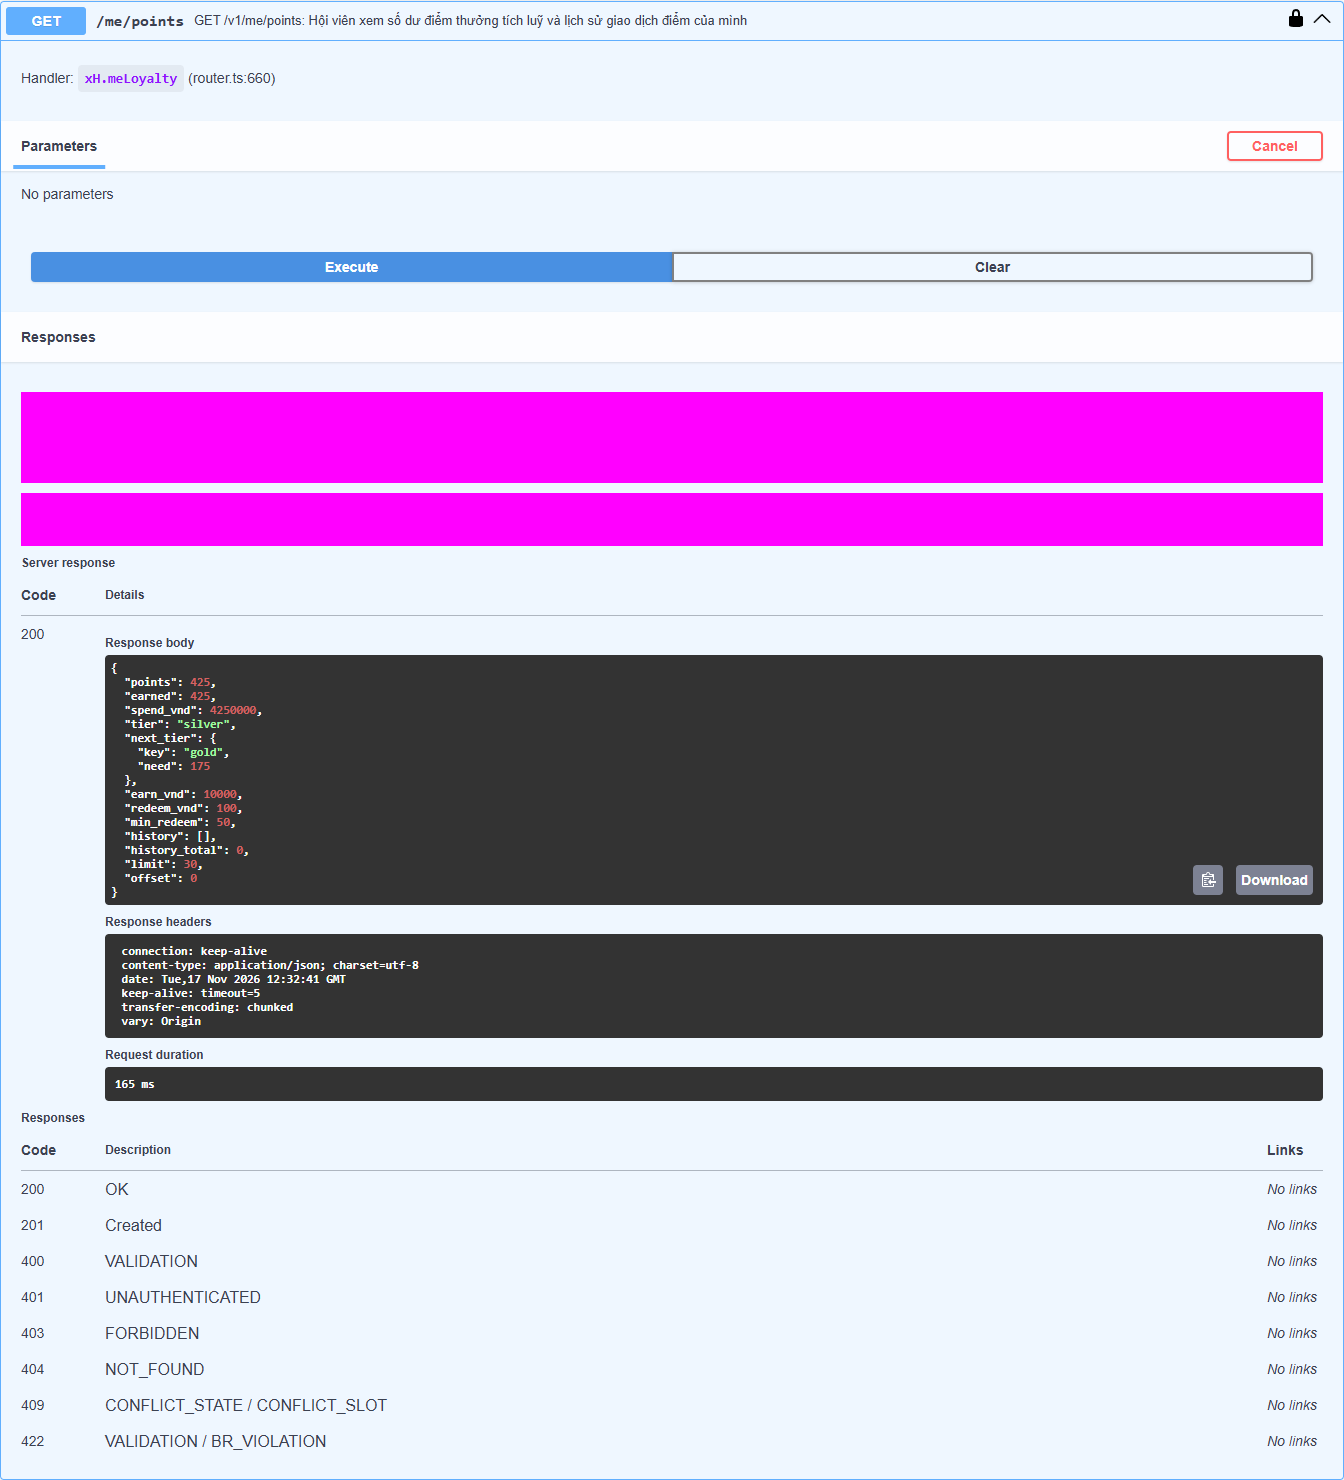 GET /me/points GET /v1/me/points: Hội viên xem số dư điểm thưởng tích luỹ và lịch sử giao dịch điểm của mình
Handler: xH.meLoyalty (router.ts:660)
Parameters
Cancel
No parameters
Execute
Clear
Responses
Server response
Code Details
200
Response body
{
  "points": 425,
  "earned": 425,
  "spend_vnd": 4250000,
  "tier": "silver",
  "next_tier": {
    "key": "gold",
    "need": 175
  },
  "earn_vnd": 10000,
  "redeem_vnd": 100,
  "min_redeem": 50,
  "history": [],
  "history_total": 0,
  "limit": 30,
  "offset": 0
}
Download
Response headers
connection: keep-alive
content-type: application/json; charset=utf-8
date: Tue,17 Nov 2026 12:32:41 GMT
keep-alive: timeout=5
transfer-encoding: chunked
vary: Origin
Request duration
165 ms
Responses
Code Description Links
200 OK No links
201 Created No links
400 VALIDATION No links
401 UNAUTHENTICATED No links
403 FORBIDDEN No links
404 NOT_FOUND No links
409 CONFLICT_STATE / CONFLICT_SLOT No links
422 VALIDATION / BR_VIOLATION No links